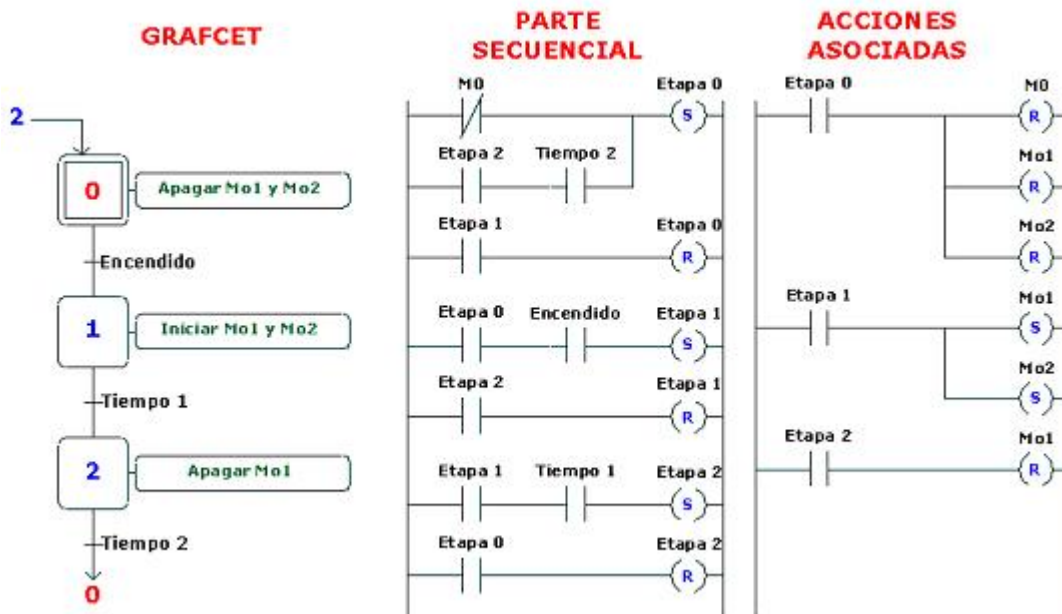 GRAFCET
2
0
Apagar Mo1 y Mo2
Encendido
1
Iniciar Mo1 y Mo2
Tiempo 1
2
Apagar Mo1
Tiempo 2
0
PARTE
SECUENCIAL
M0
Etapa 0
S
Etapa 2
Tiempo 2
Etapa 1
Etapa 0
R
Etapa 0
Encendido
Etapa 1
S
Etapa 2
Etapa 1
R
Etapa 1
Tiempo 1
Etapa 2
S
Etapa 0
Etapa 2
R
ACCIONES
ASOCIADAS
Etapa 0
M0
R
Mo1
R
Mo2
R
Etapa 1
Mo1
S
Mo2
S
Etapa 2
Mo1
R